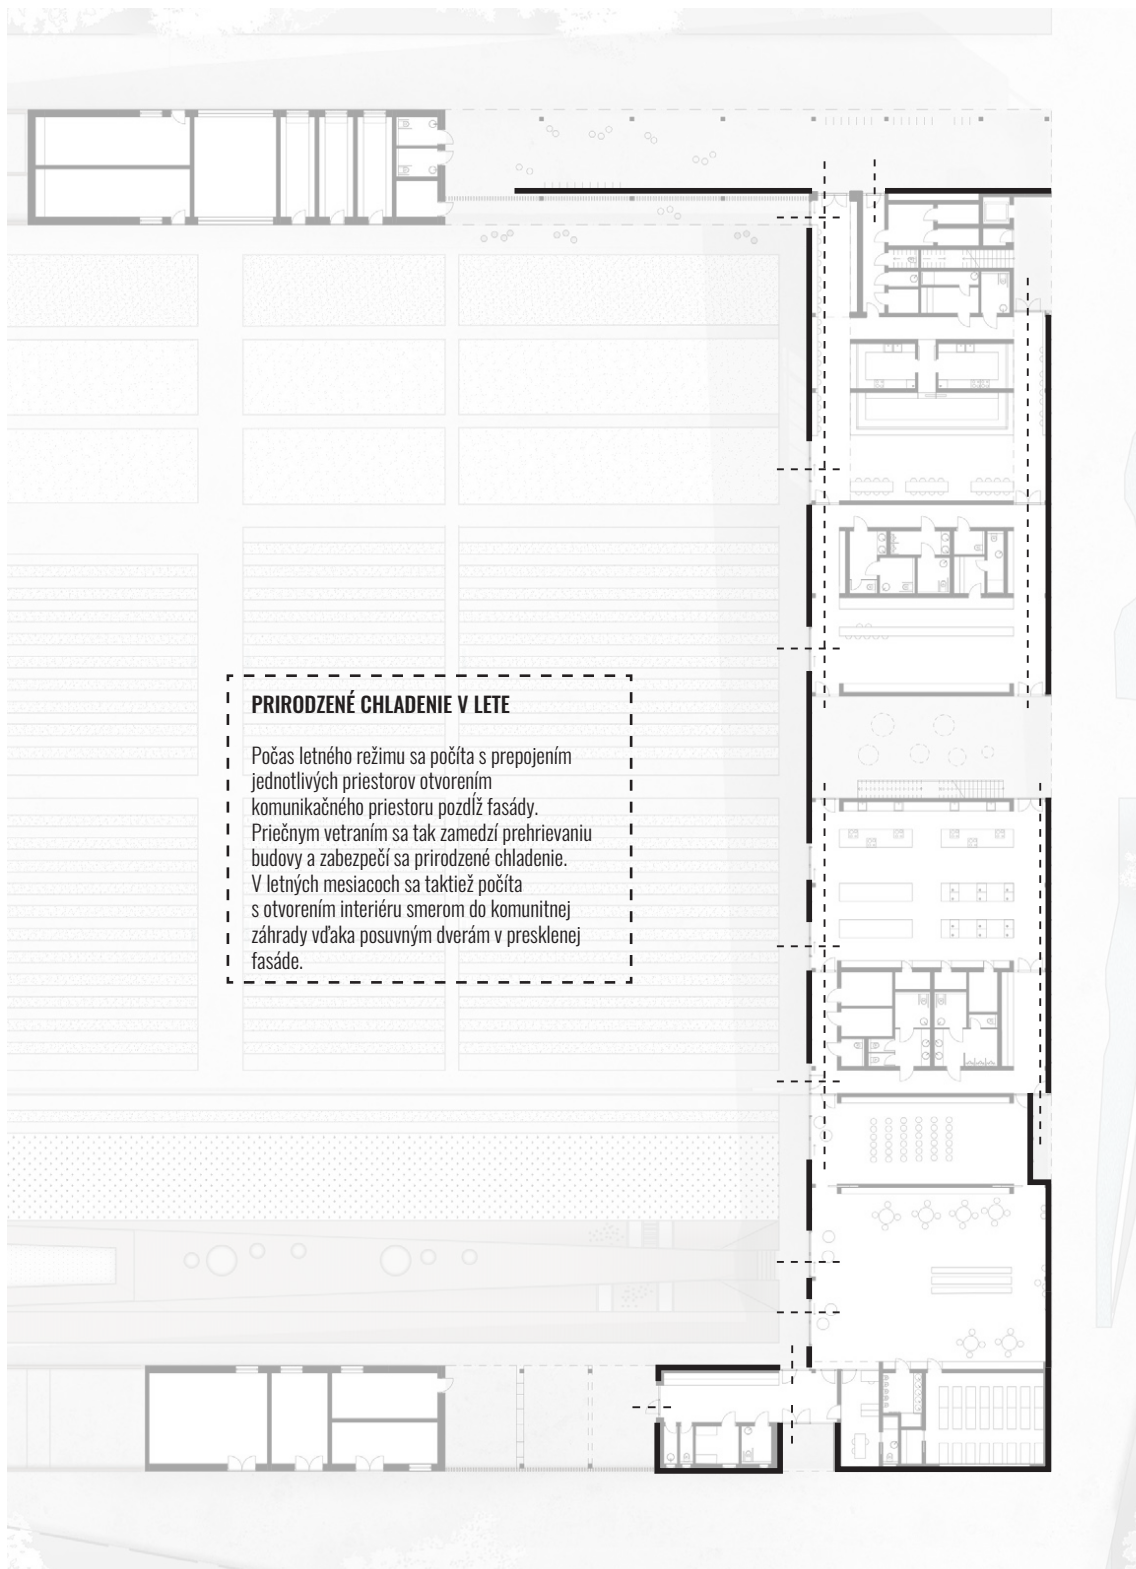 PRIRODZENÉ CHLADENIE V LETE
Počas letného režimu sa počíta s prepojením
jednotlivých priestorov otvorením
komunikačného priestoru pozdĺž fasády.
Priečnym vetraním sa tak zamedzí prehrievaniu
budovy a zabezpečí sa prirodzené chladenie.
V letných mesiacoch sa taktiež počíta
s otvorením interiéru smerom do komunitnej
záhrady vďaka posuvným dverám v presklenej
fasáde.